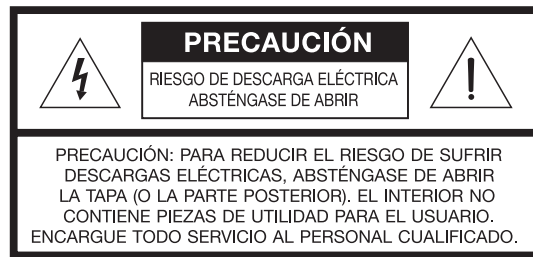 PRECAUCIÓN
RIESGO DE DESCARGA ELÉCTRICA
ABSTÉNGASE DE ABRIR
PRECAUCIÓN: PARA REDUCIR EL RIESGO DE SUFRIR
DESCARGAS ELÉCTRICAS, ABSTÉNGASE DE ABRIR
LA TAPA (O LA PARTE POSTERIOR). EL INTERIOR NO
CONTIENE PIEZAS DE UTILIDAD PARA EL USUARIO.
ENCARGUE TODO SERVICIO AL PERSONAL CUALIFICADO.